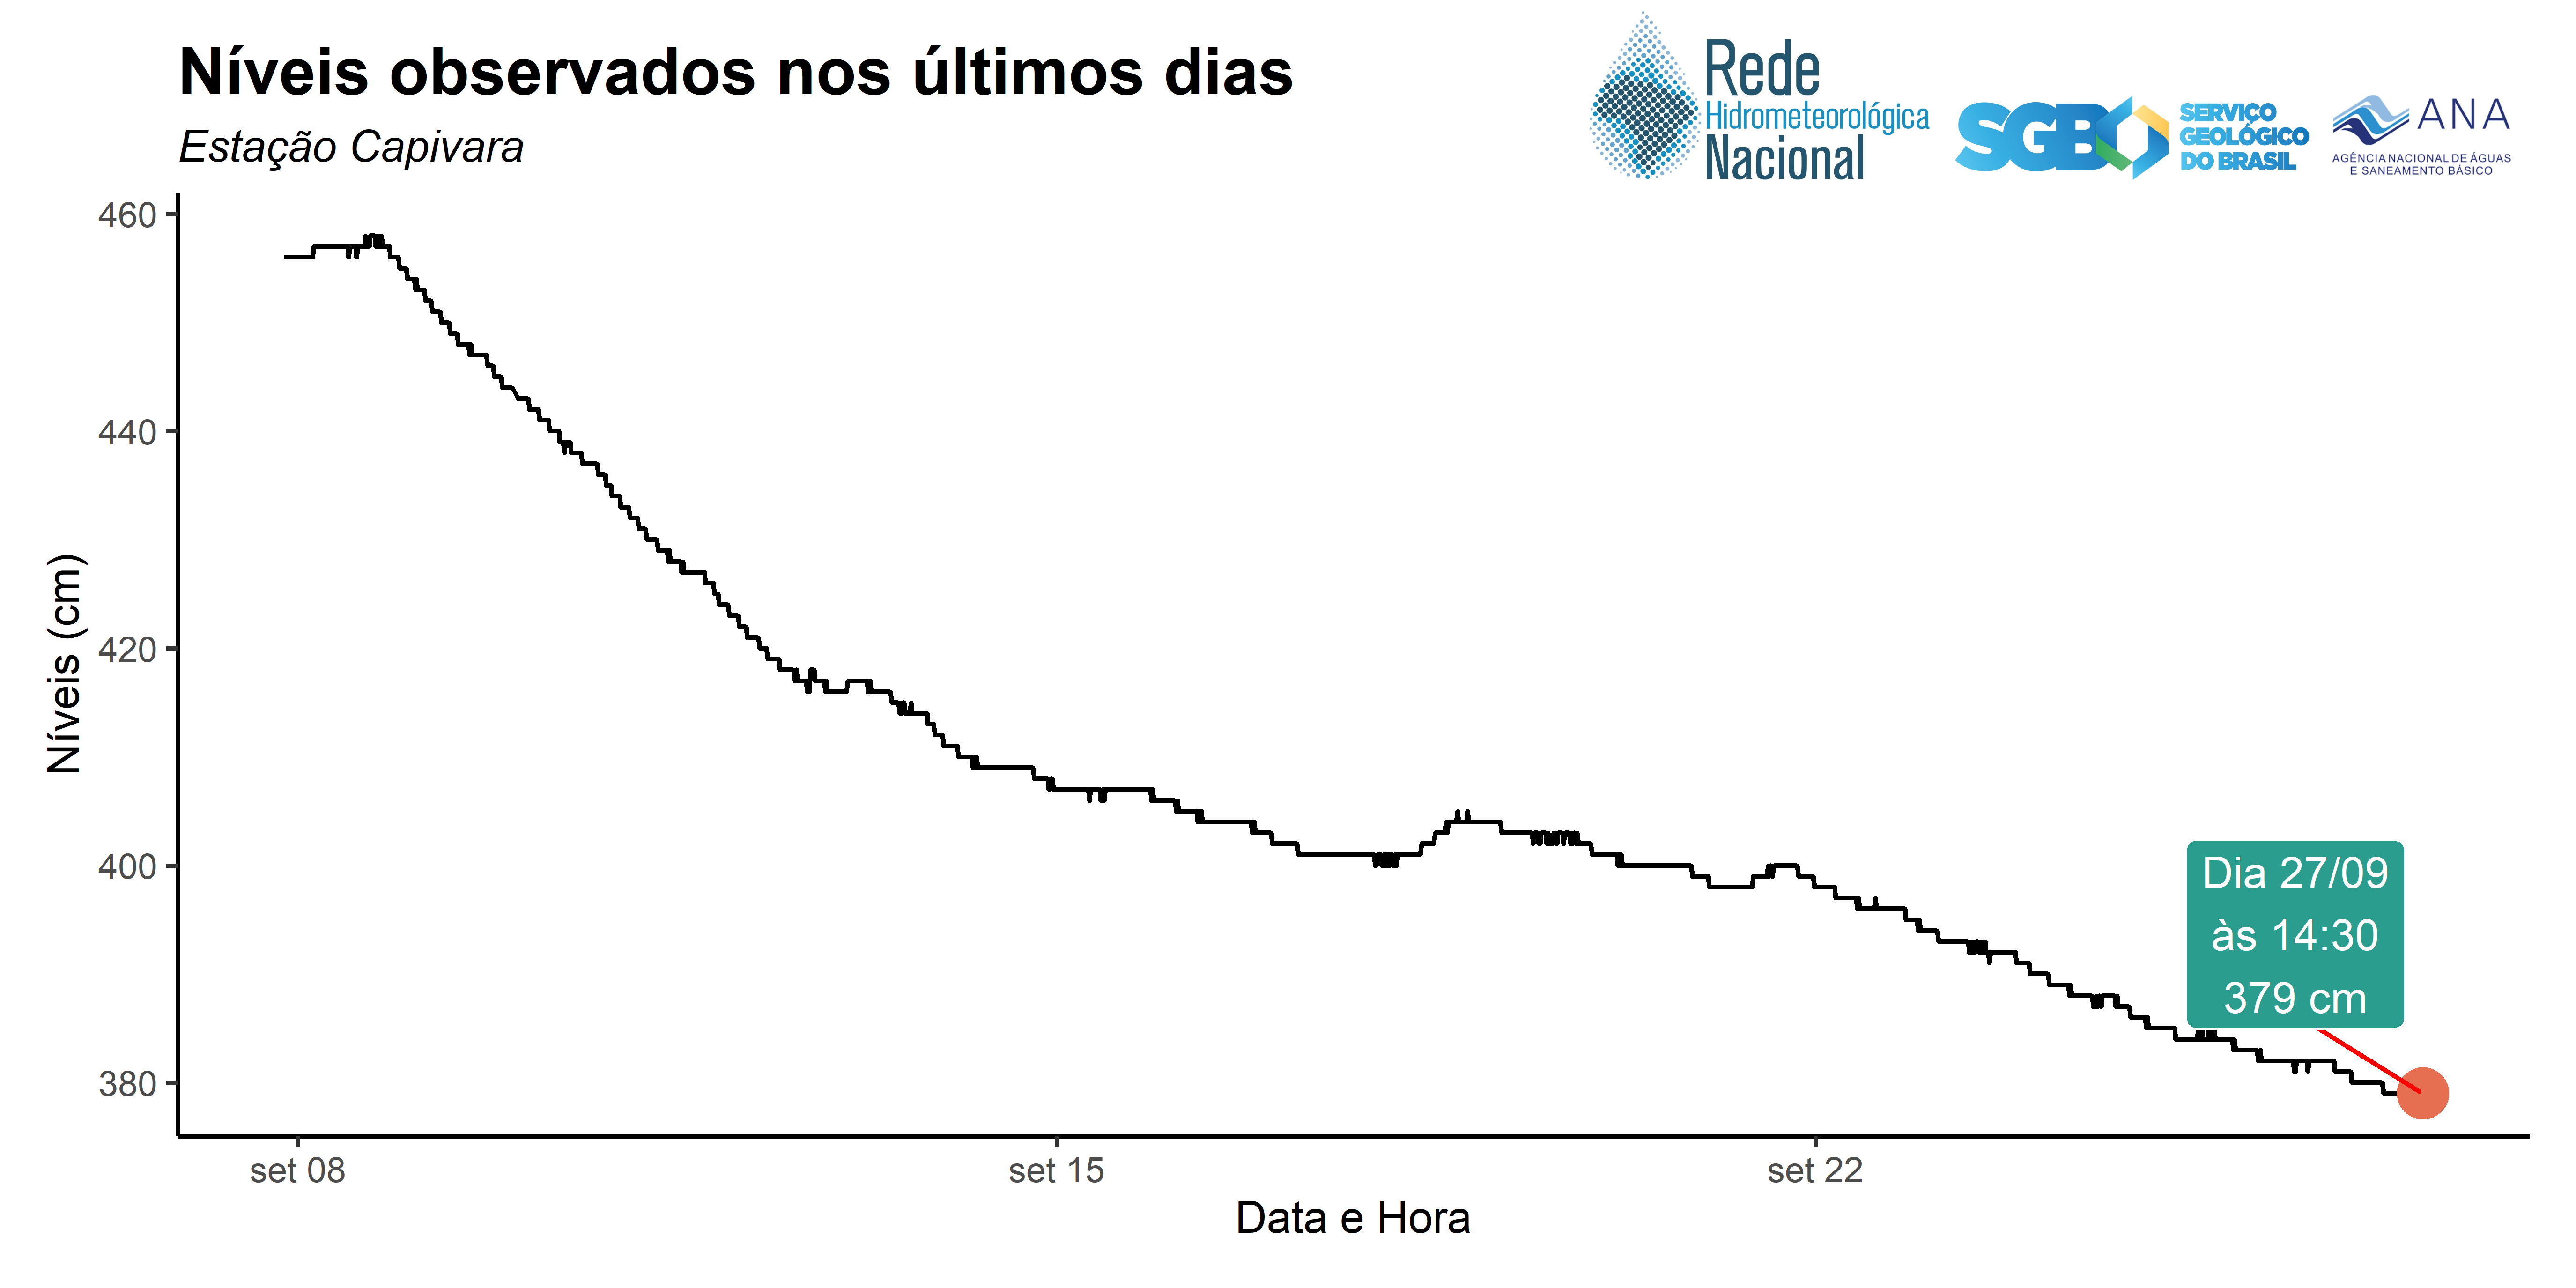 Níveis observados nos últimos dias
Estação Capivara
Rede
Hidrometeorológica
Nacional
SGB
SERVIÇO
GEOLÓGICO
DO BRASIL
ANA
AGÊNCIA NACIONAL DE ÁGUAS
E SANEAMENTO BÁSICO
460
440
420
400
380
Níveis (cm)
Dia 27/09
às 14:30
379 cm
set 08
set 15
set 22
Data e Hora